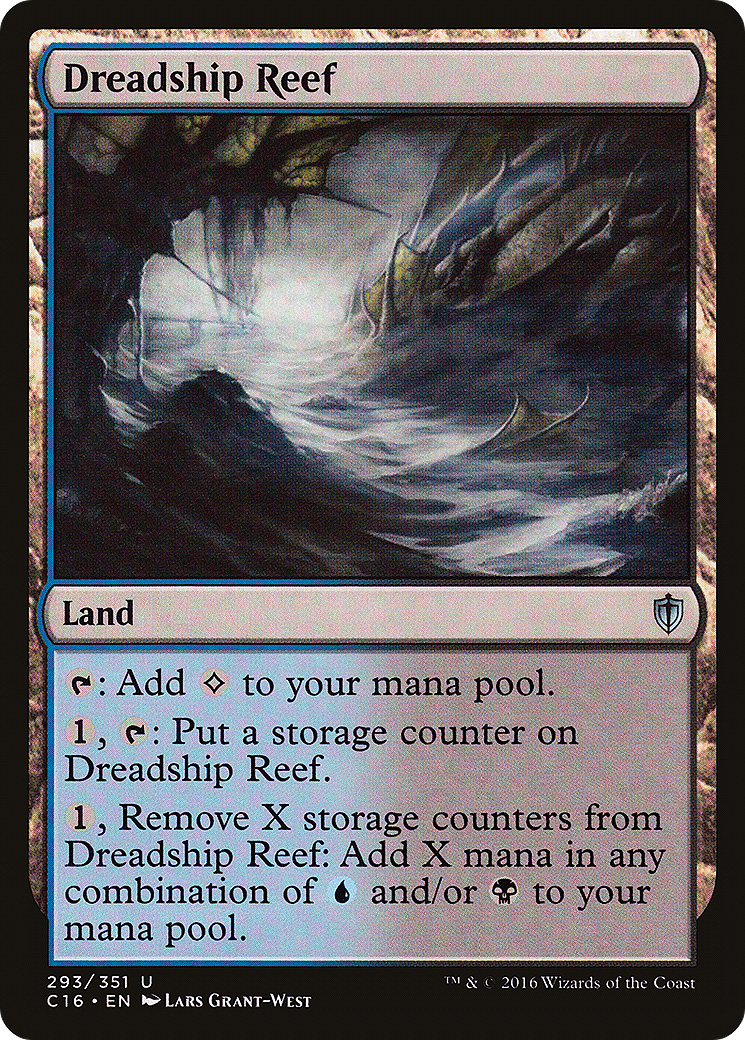 Dreadship Reef
Land
: Add to your mana pool.
1, : Put a storage counter on
Dreadship Reef.
1, Remove X storage counters from
Dreadship Reef: Add X mana in any
combination of and/or to your
mana pool.
293/351 U
™ & © 2016 Wizards of the Coast
C16 • EN Lars Grant-West